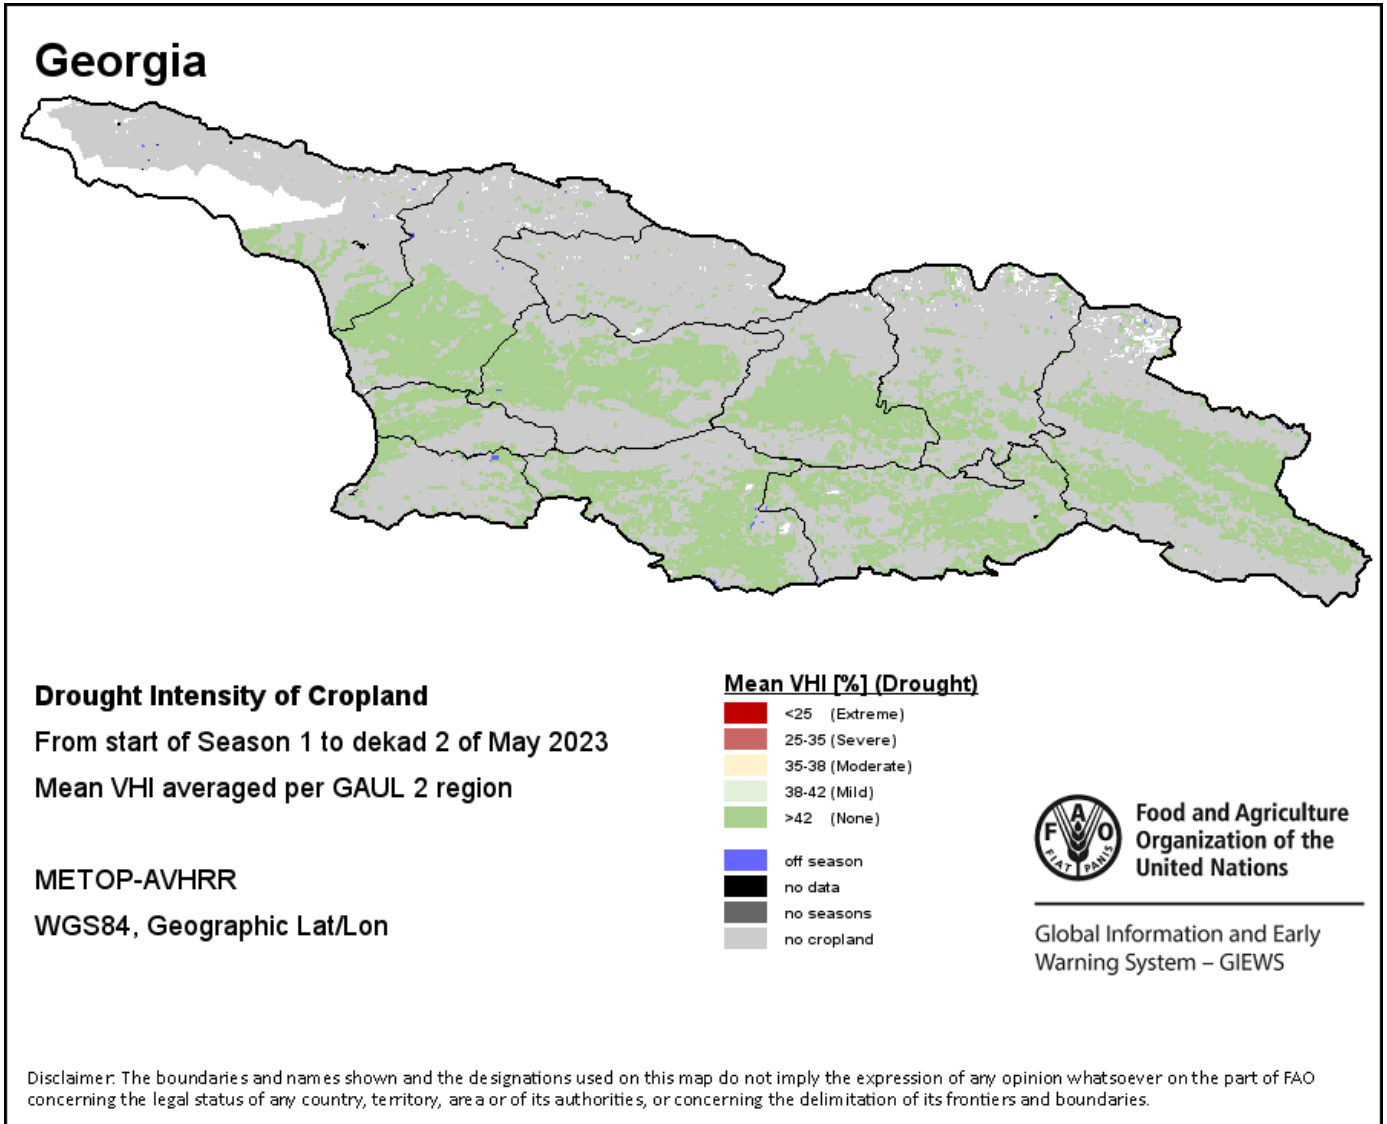 Georgia
Drought Intensity of Cropland
From start of Season 1 to dekad 2 of May 2023
Mean VHI averaged per GAUL 2 region
METOP-AVHRR
WGS84, Geographic Lat/Lon
Mean VHI [%] (Drought)
<25 (Extreme)
25-35 (Severe)
35-38 (Moderate)
38-42 (Mild)
>42 (None)
off season
no data
no seasons
no cropland
F A O
FIAT PANIS
Food and Agriculture
Organization of the
United Nations
Global Information and Early
Warning System – GIEWS
Disclaimer: The boundaries and names shown and the designations used on this map do not imply the expression of any opinion whatsoever on the part of FAO
concerning the legal status of any country, territory, area or of its authorities, or concerning the delimitation of its frontiers and boundaries.